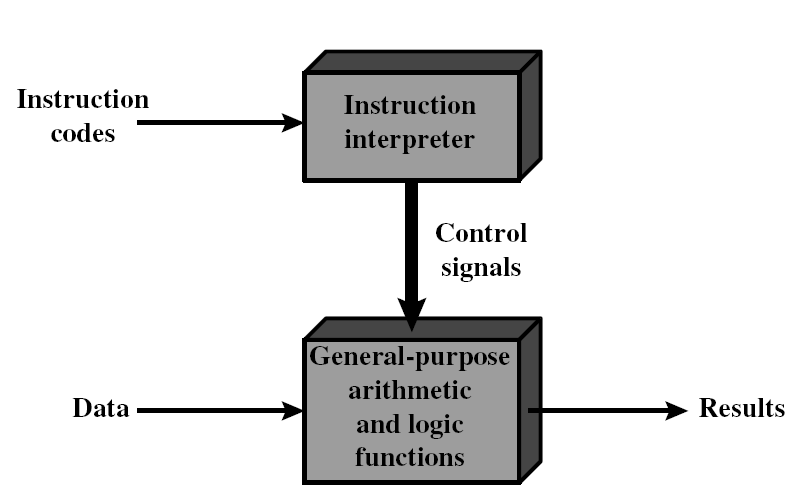 Instruction
codes
Instruction
interpreter
Control
signals
Data
General-purpose
arithmetic
and logic
functions
Results